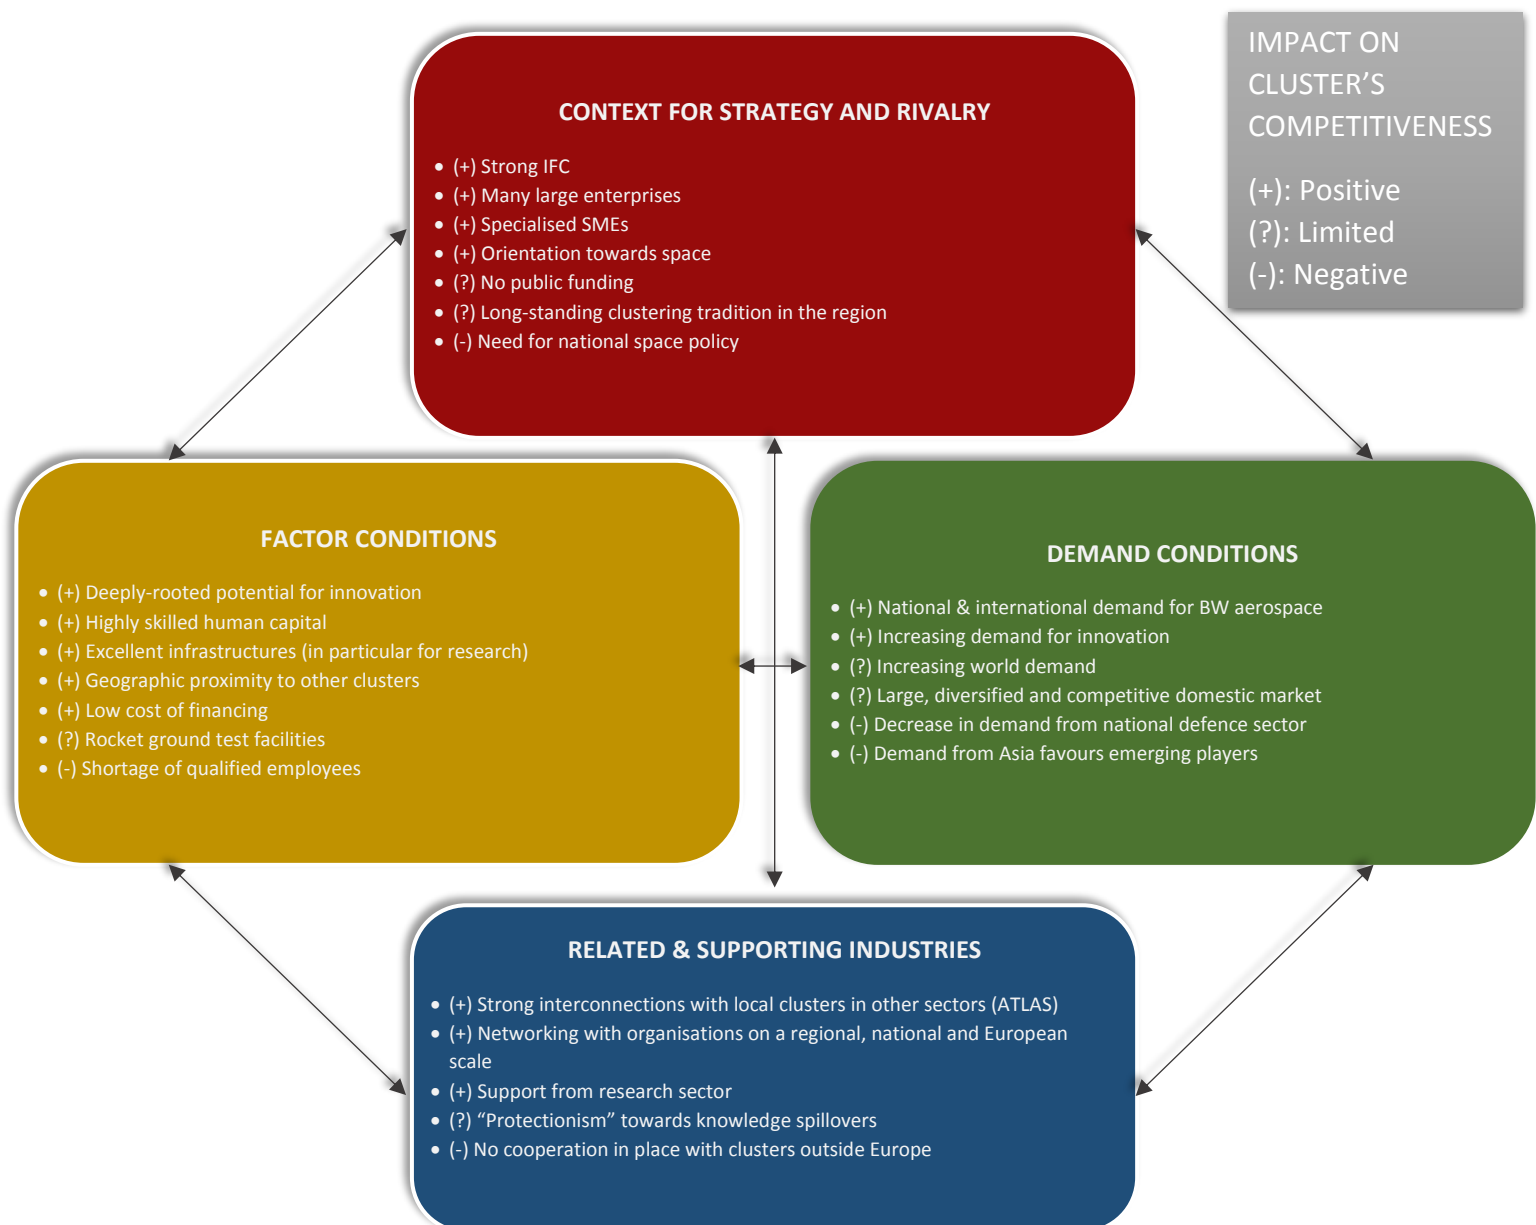 IMPACT ON
CLUSTER’S
COMPETITIVENESS
(+): Positive
(?): Limited
(-): Negative
CONTEXT FOR STRATEGY AND RIVALRY
• (+) Strong IFC
• (+) Many large enterprises
• (+) Specialised SMEs
• (+) Orientation towards space
• (?) No public funding
• (?) Long-standing clustering tradition in the region
• (-) Need for national space policy
FACTOR CONDITIONS
• (+) Deeply-rooted potential for innovation
• (+) Highly skilled human capital
• (+) Excellent infrastructures (in particular for research)
• (+) Geographic proximity to other clusters
• (+) Low cost of financing
• (?) Rocket ground test facilities
• (-) Shortage of qualified employees
DEMAND CONDITIONS
• (+) National & international demand for BW aerospace
• (+) Increasing demand for innovation
• (?) Increasing world demand
• (?) Large, diversified and competitive domestic market
• (-) Decrease in demand from national defence sector
• (-) Demand from Asia favours emerging players
RELATED & SUPPORTING INDUSTRIES
• (+) Strong interconnections with local clusters in other sectors (ATLAS)
• (+) Networking with organisations on a regional, national and European
scale
• (+) Support from research sector
• (?) “Protectionism” towards knowledge spillovers
• (-) No cooperation in place with clusters outside Europe